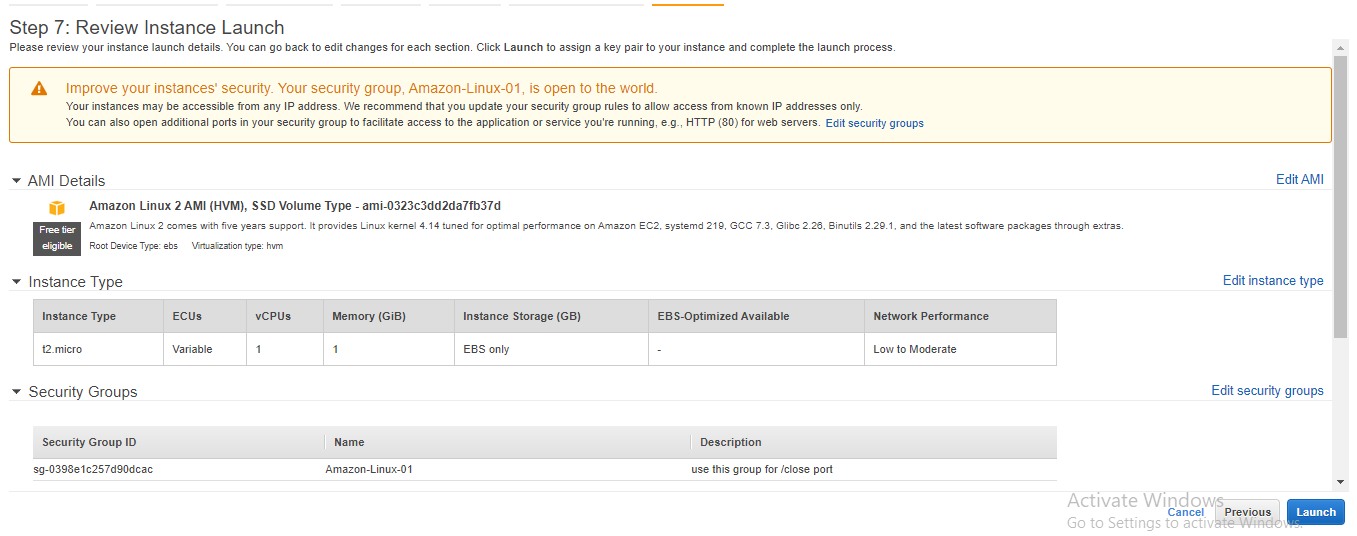 Step 7: Review Instance Launch
Please review your instance launch details. You can go back to edit changes for each section. Click Launch to assign a key pair to your instance and complete the launch process.
Improve your instances' security. Your security group, Amazon-Linux-01, is open to the world.
Your instances may be accessible from any IP address. We recommend that you update your security group rules to allow access from known IP addresses only.
You can also open additional ports in your security group to facilitate access to the application or service you're running, e.g., HTTP (80) for web servers. Edit security groups
AMI Details Edit AMI
Amazon Linux 2 AMI (HVM), SSD Volume Type - ami-0323c3dd2da7fb37d
Free tier eligible
Amazon Linux 2 comes with five years support. It provides Linux kernel 4.14 tuned for optimal performance on Amazon EC2, systemd 219, GCC 7.3, Glibc 2.26, Binutils 2.29.1, and the latest software packages through extras.
Root Device Type: ebs Virtualization type: hvm
Instance Type Edit instance type
Instance Type ECUs vCPUs Memory (GiB) Instance Storage (GB) EBS-Optimized Available Network Performance
t2.micro Variable 1 1 EBS only - Low to Moderate
Security Groups Edit security groups
Security Group ID Name Description
sg-0398e1c257d90dcac Amazon-Linux-01 use this group for /close port
Activate Windows
Go to Settings to activate Windows.
Cancel Previous Launch